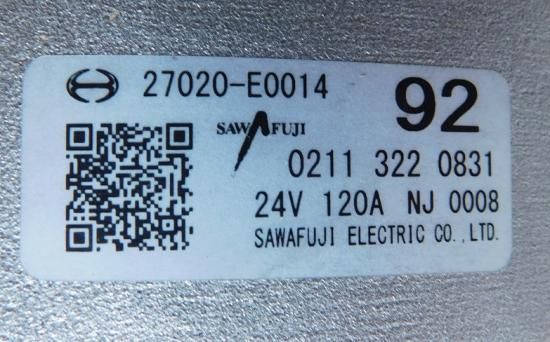 27020-E0014
92
SAWAFUJI
0211 322 0831
24V 120A NJ 0008
SAWAFUJI ELECTRIC CO.,LTD.